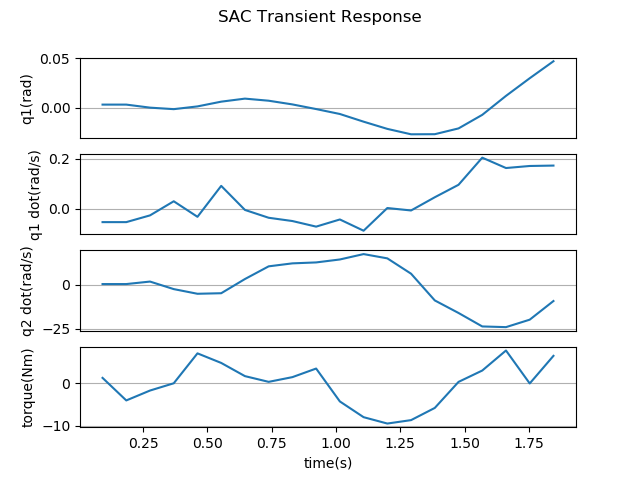 SAC Transient Response
0.05
0.00
q1(rad)
0.2
0.0
q1 dot(rad/s)
0
−25
q2 dot(rad/s)
0
−10
torque(Nm)
0.25 0.50 0.75 1.00 1.25 1.50 1.75
time(s)